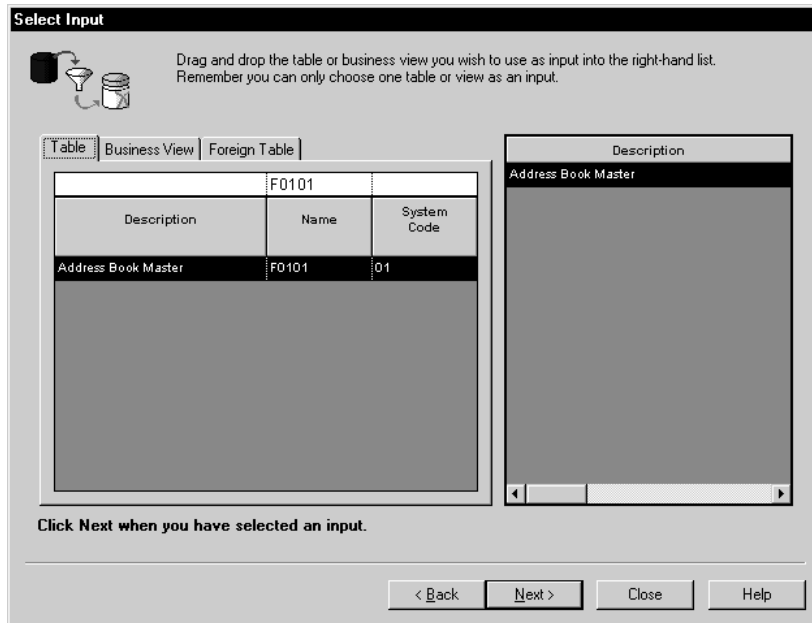 Select Input
Drag and drop the table or business view you wish to use as input into the right-hand list.
Remember you can only choose one table or view as an input.
Table Business View Foreign Table
F0101
Description Name System
Code
Address Book Master F0101 01
Description
Address Book Master
Click Next when you have selected an input.
< Back Next > Close Help